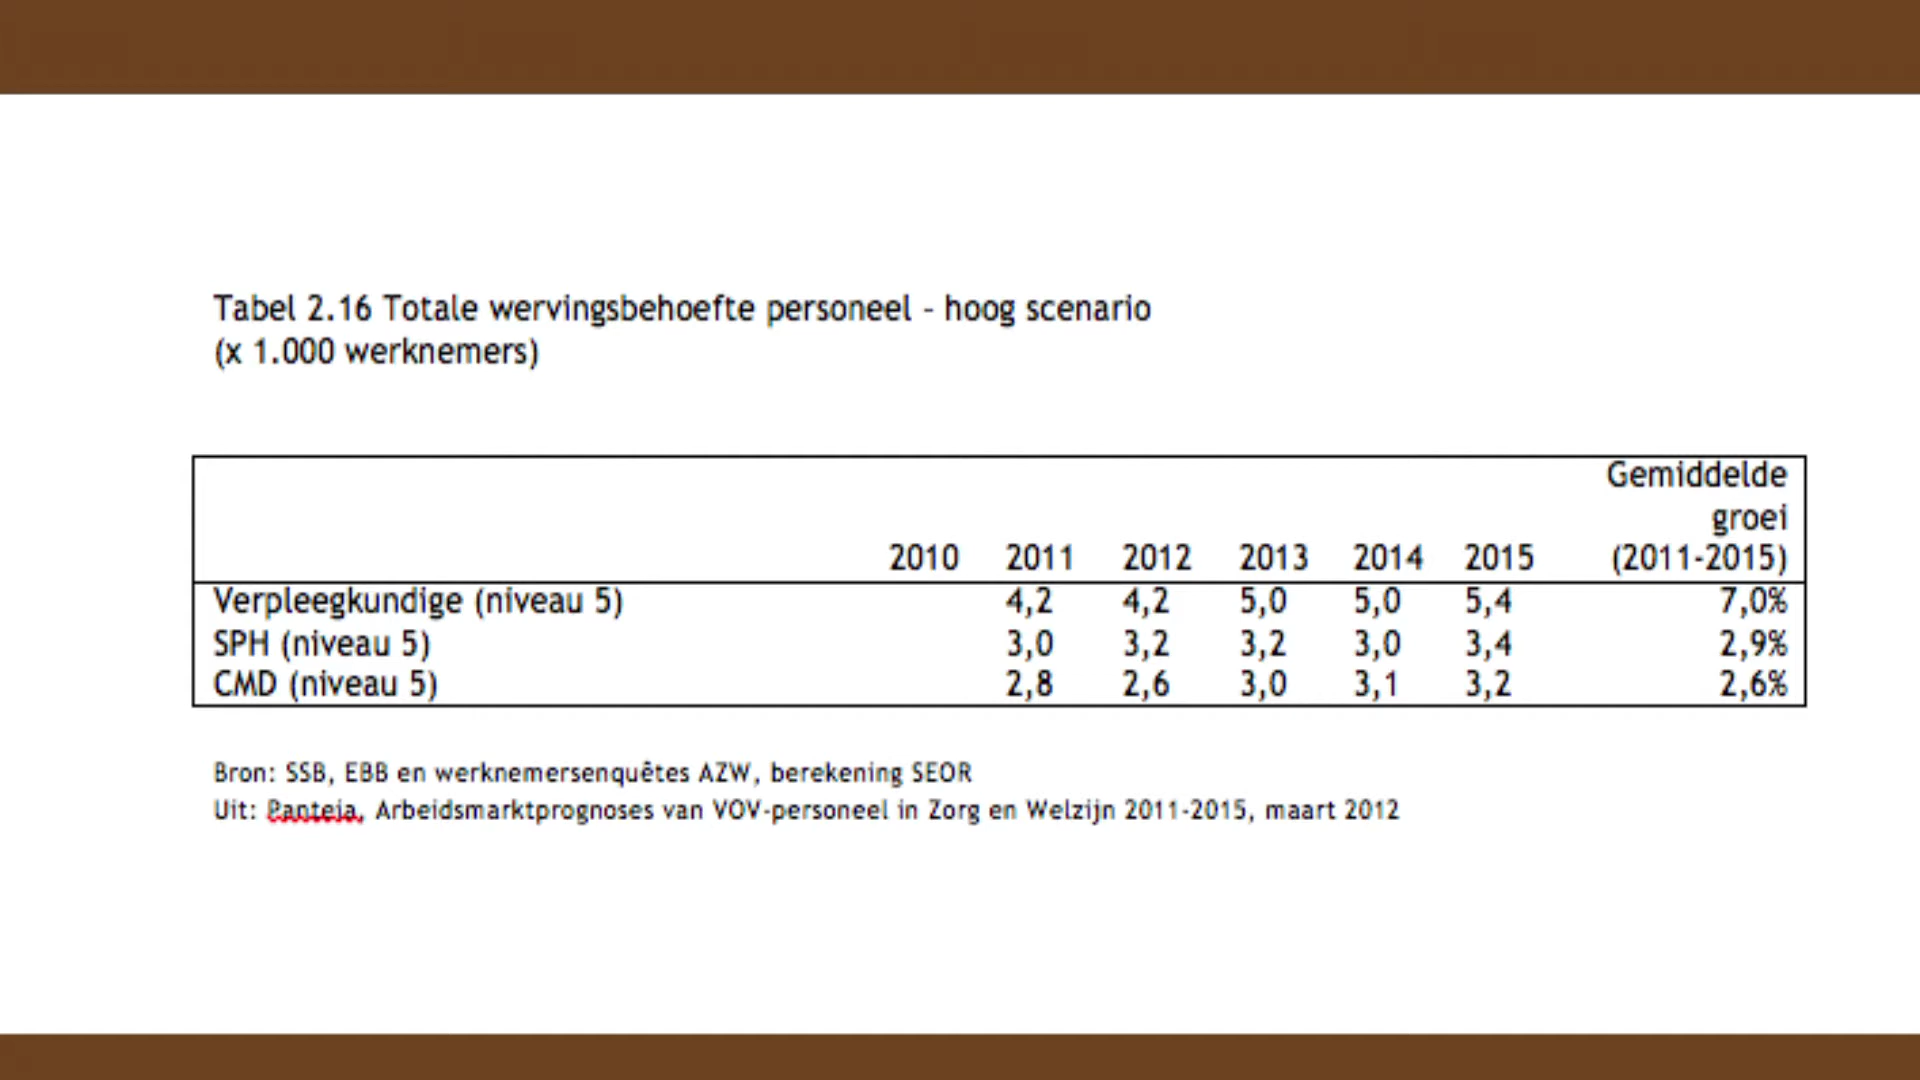 Tabel 2.16 Totale wervingsbehoefte personeel - hoog scenario
(x 1.000 werknemers)
Gemiddelde
groei
2010 2011 2012 2013 2014 2015 (2011-2015)
Verpleegkundige (niveau 5) 4,2 4,2 5,0 5,0 5,4 7,0%
SPH (niveau 5) 3,0 3,2 3,2 3,0 3,4 2,9%
CMD (niveau 5) 2,8 2,6 3,0 3,1 3,2 2,6%
Bron: SSB, EBB en werknemersenquêtes AZW, berekening SEOR
Uit: Panteia, Arbeidsmarktprognoses van VOV-personeel in Zorg en Welzijn 2011-2015, maart 2012